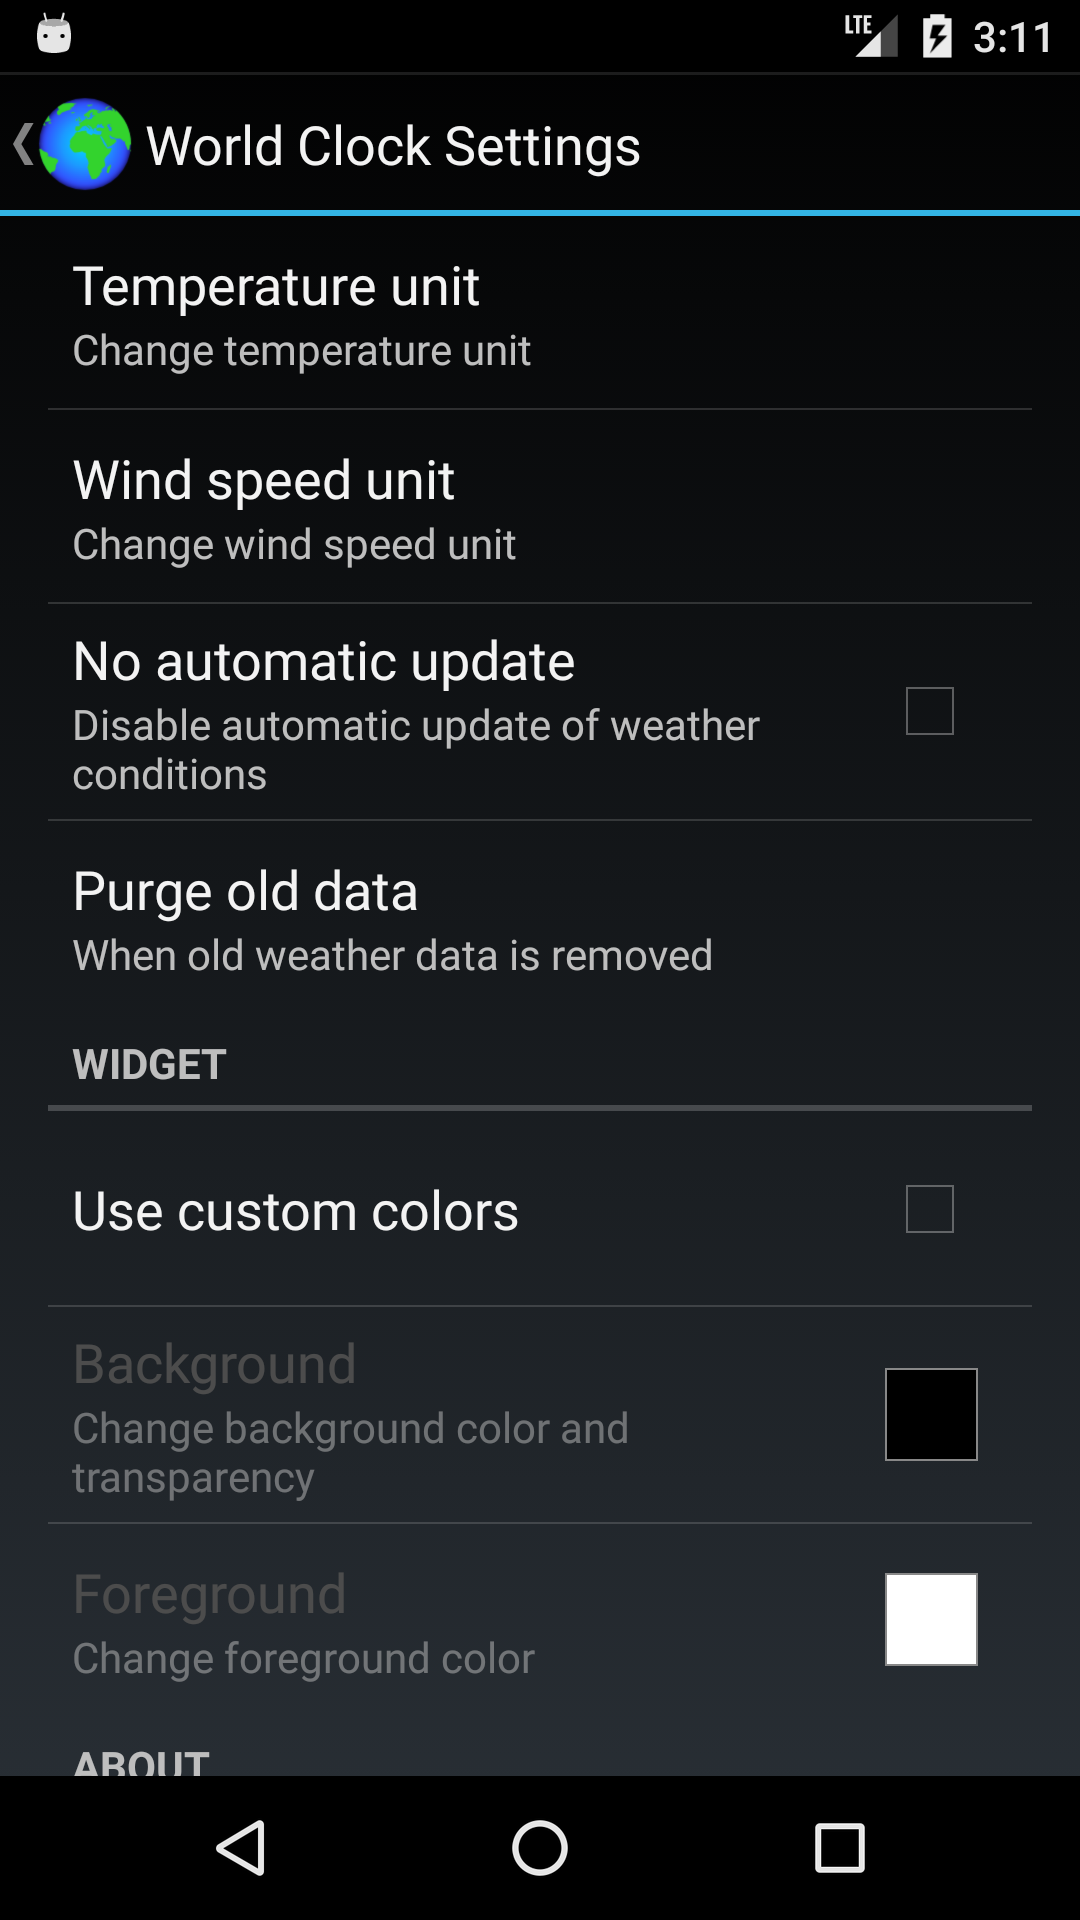 LTE 3:11
World Clock Settings
Temperature unit
Change temperature unit
Wind speed unit
Change wind speed unit
No automatic update
Disable automatic update of weather
conditions
Purge old data
When old weather data is removed
WIDGET
Use custom colors
Background
Change background color and
transparency
Foreground
Change foreground color
ABOUT